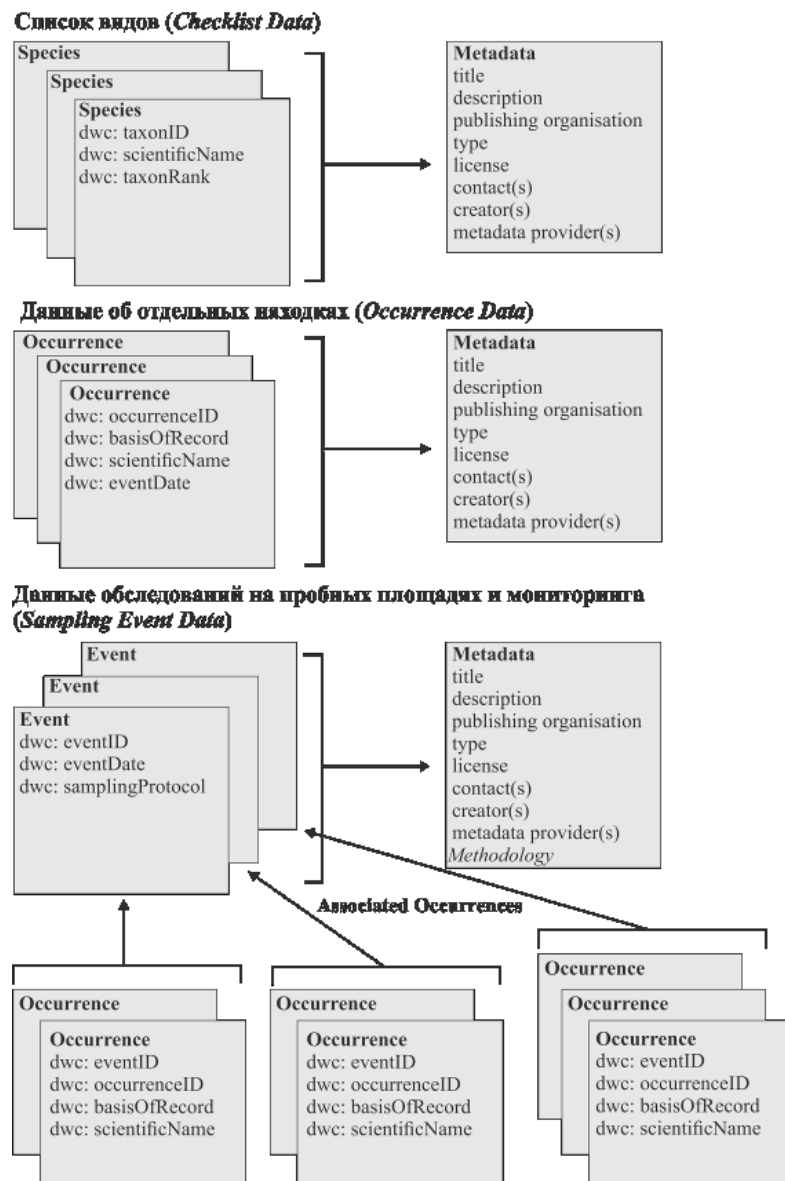 Список видов (Checklist Data)
Species
Species
Species
dwc: taxonID
dwc: scientificName
dwc: taxonRank
Metadata
title
description
publishing organisation
type
license
contact(s)
creator(s)
metadata provider(s)
Данные об отдельных находках (Occurrence Data)
Occurrence
Occurrence
Occurrence
dwc: occurrenceID
dwc: basisOfRecord
dwc: scientificName
dwc: eventDate
Metadata
title
description
publishing organisation
type
license
contact(s)
creator(s)
metadata provider(s)
Данные обследований на пробных площадях и мониторинга
(Sampling Event Data)
Event
Event
Event
dwc: eventID
dwc: eventDate
dwc: samplingProtocol
Metadata
title
description
publishing organisation
type
license
contact(s)
creator(s)
metadata provider(s)
Methodology
Associated Occurrences
Occurrence
Occurrence
dwc: eventID
dwc: occurrenceID
dwc: basisOfRecord
dwc: scientificName
Occurrence
Occurrence
dwc: eventID
dwc: occurrenceID
dwc: basisOfRecord
dwc: scientificName
Occurrence
Occurrence
Occurrence
dwc: eventID
dwc: occurrenceID
dwc: basisOfRecord
dwc: scientificName